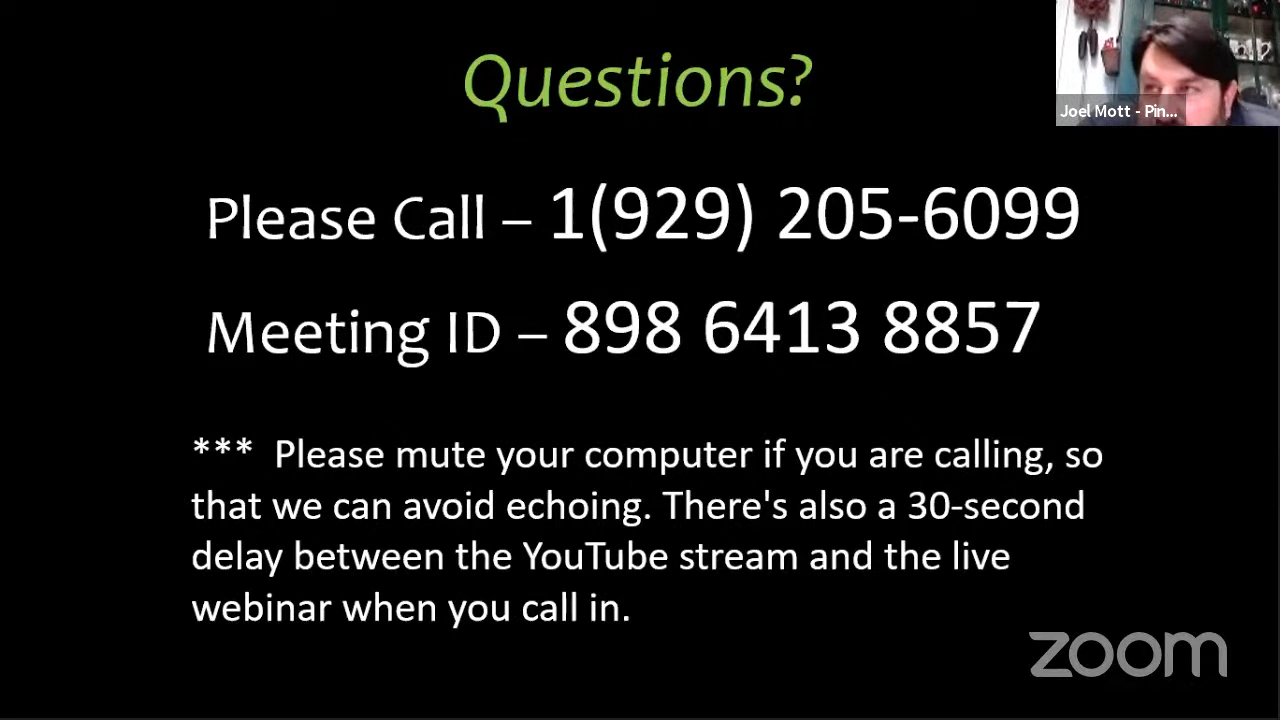 Questions?
Joel Mott - Pin...
Please Call – 1(929) 205-6099
Meeting ID – 898 6413 8857
*** Please mute your computer if you are calling, so
that we can avoid echoing. There's also a 30-second
delay between the YouTube stream and the live
webinar when you call in.
zoom